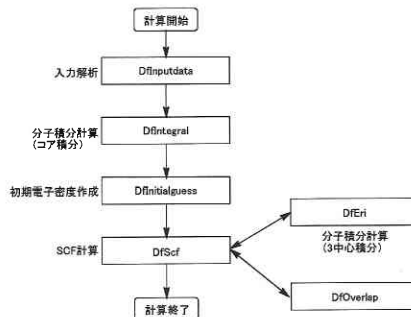 計算開始
入力解析
DfInputdata
分子積分計算
(コア積分)
DfIntegral
初期電子密度作成
DfInitialguess
SCF計算
DfScf
DfEri
分子積分計算
(3中心積分)
DfOverlap
計算終了